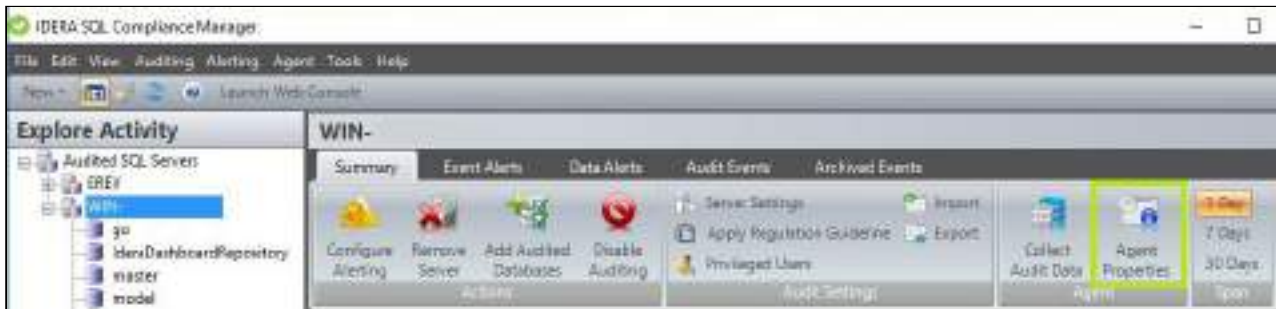 IDERA SQL Compliance Manager
File Edit View Auditing Alerting Agent Tools Help
New Launch Web Console
Explore Activity
Audited SQL Servers
WIN-
go
IderaDashboardRepository
master
model
WIN-
Summary Event Alerts Data Alerts Audit Events Archived Events
Configure Alerting
Remove Server
Add Audited Databases
Disable Auditing
Actions
Server Settings
Apply Regulation Guideline
Privileged Users
Import
Export
Audit Settings
Collect Audit Data
Agent Properties
Agent
1 Day
7 Days
30 Days
Span